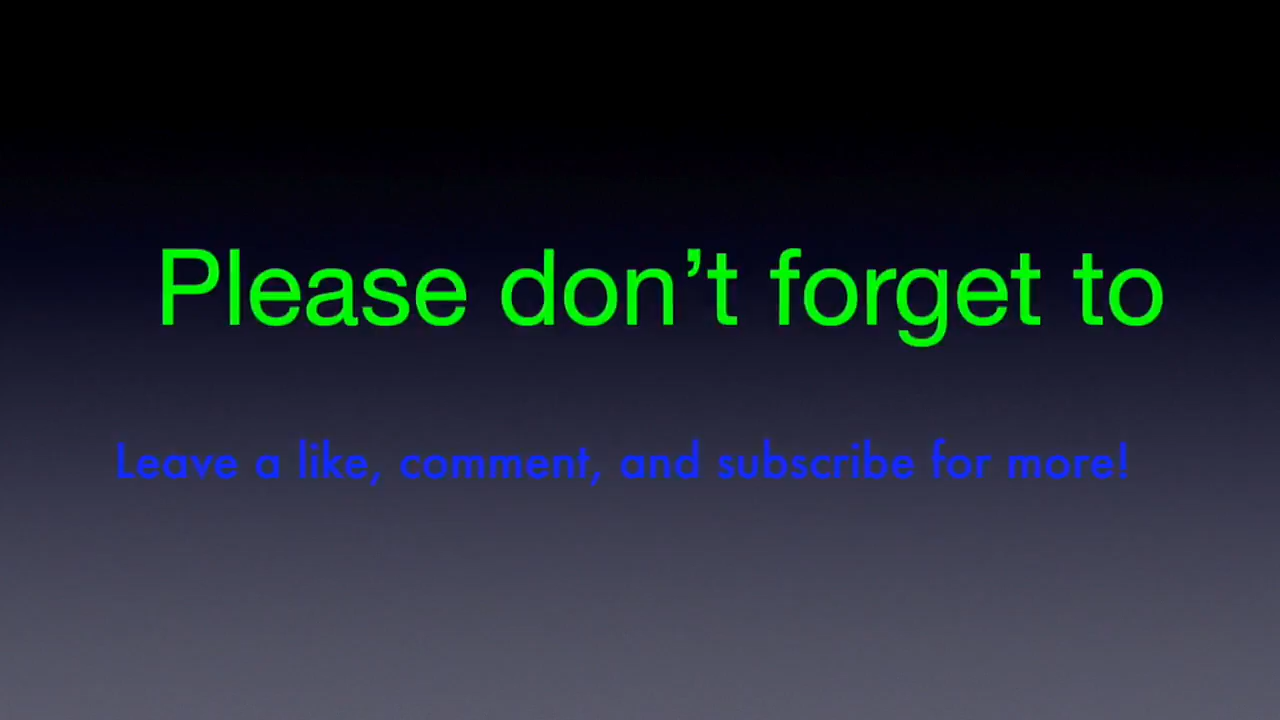 Please don’t forget to
Leave a like, comment, and subscribe for more!